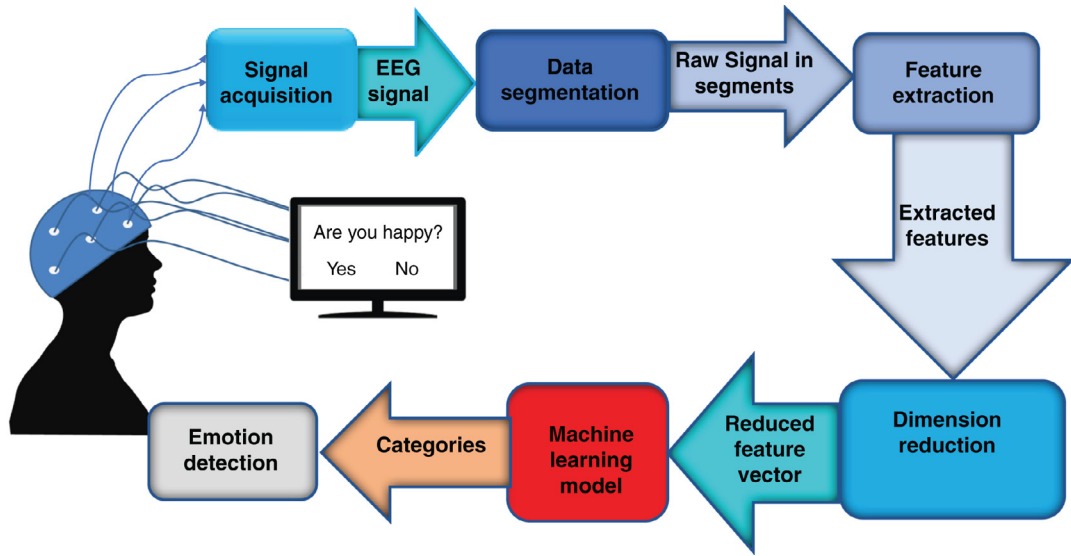 Signal
acquisition
EEG
signal
Data
segmentation
Raw Signal in
segments
Feature
extraction
Extracted
features
Are you happy?
Yes No
Dimension
reduction
Reduced
feature
vector
Machine
learning
model
Categories
Emotion
detection